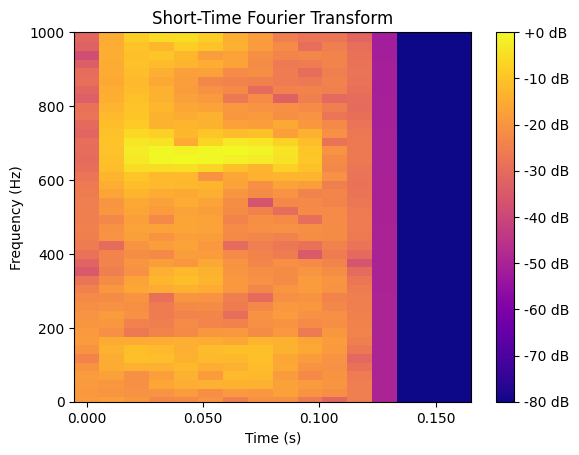 Short-Time Fourier Transform
1000
800
600
400
200
0
Frequency (Hz)
0.000
0.050
0.100
0.150
Time (s)
+0 dB
-10 dB
-20 dB
-30 dB
-40 dB
-50 dB
-60 dB
-70 dB
-80 dB